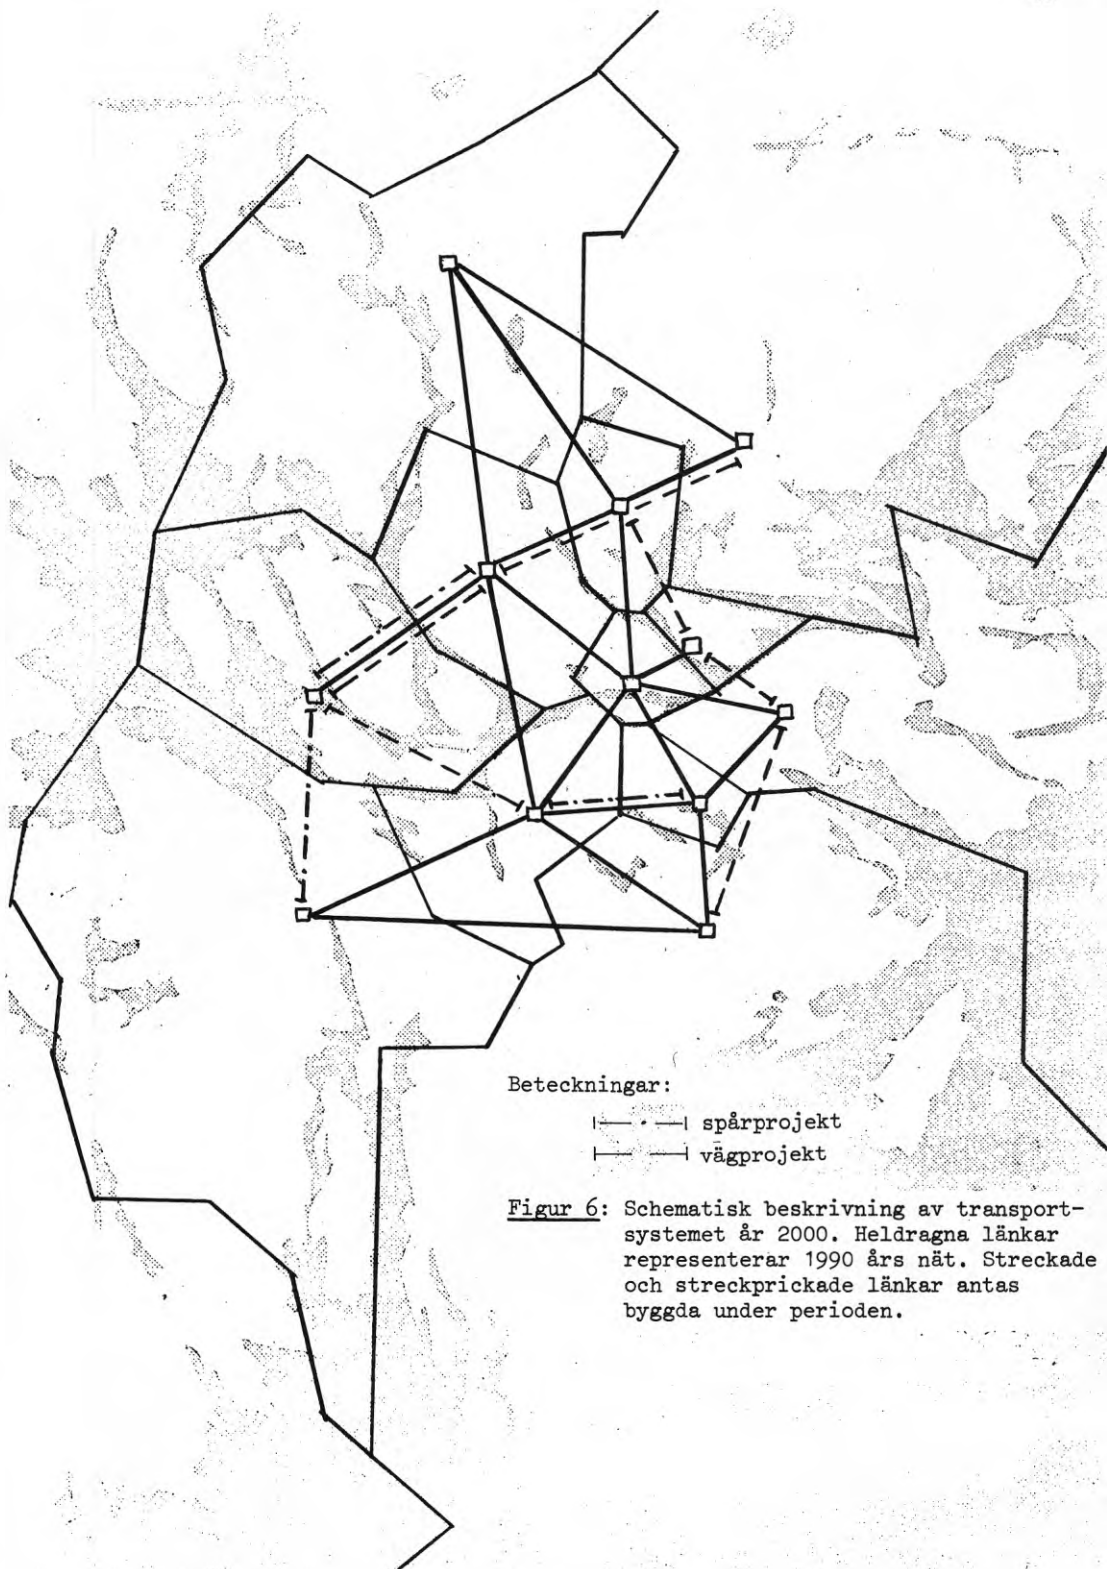 Beteckningar:
spårprojekt
vägprojekt
Figur 6: Schematisk beskrivning av transport-
systemet år 2000. Heldragna länkar
representerar 1990 års nät. Streckade
och streckprickade länkar antas
byggda under perioden.